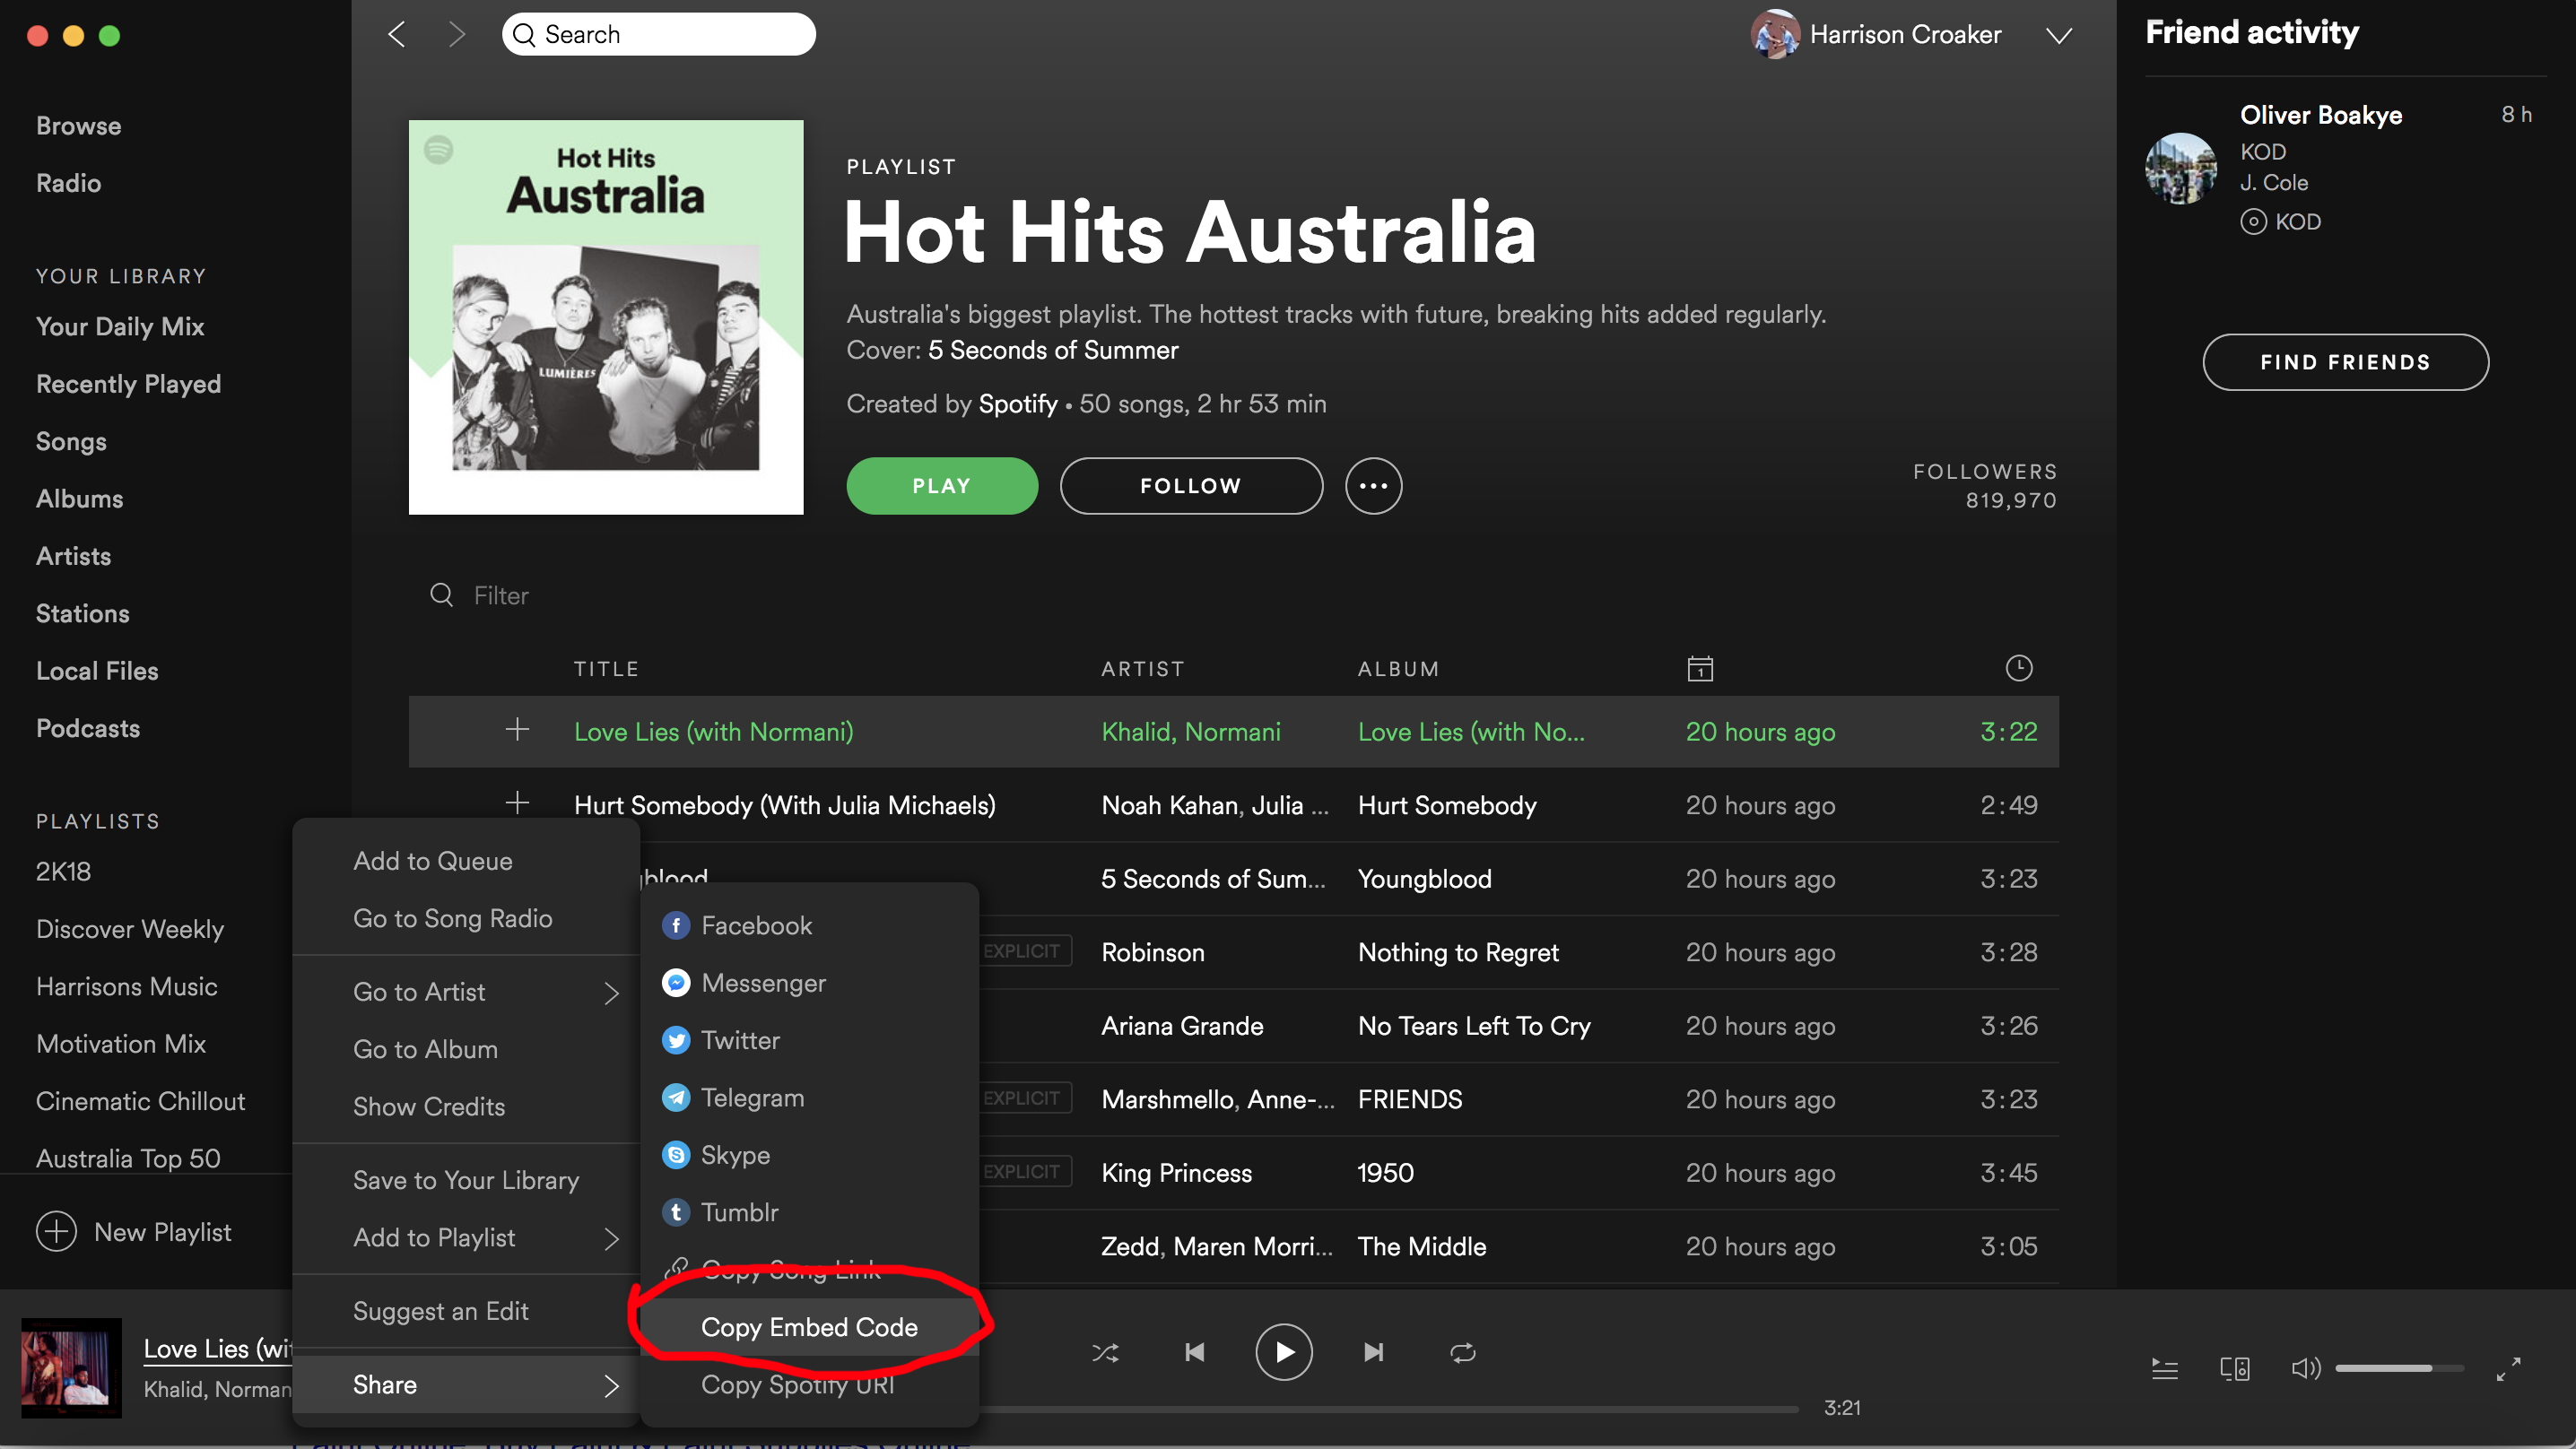 Search
Harrison Croaker
Friend activity
Browse
Radio
YOUR LIBRARY
Your Daily Mix
Recently Played
Songs
Albums
Artists
Stations
Local Files
Podcasts
PLAYLISTS
2K18
Discover Weekly
Harrisons Music
Motivation Mix
Cinematic Chillout
Australia Top 50
New Playlist
Hot Hits
Australia
LUMIÈRES
PLAYLIST
Hot Hits Australia
Australia's biggest playlist. The hottest tracks with future, breaking hits added regularly.
Cover: 5 Seconds of Summer
Created by Spotify • 50 songs, 2 hr 53 min
PLAY
FOLLOW
FOLLOWERS
819,970
Filter
TITLE ARTIST ALBUM 1
Love Lies (with Normani) Khalid, Normani Love Lies (with No... 20 hours ago 3:22
Hurt Somebody (With Julia Michaels) Noah Kahan, Julia ... Hurt Somebody 20 hours ago 2:49
gblood 5 Seconds of Sum... Youngblood 20 hours ago 3:23
EXPLICIT Robinson Nothing to Regret 20 hours ago 3:28
Ariana Grande No Tears Left To Cry 20 hours ago 3:26
EXPLICIT Marshmello, Anne-... FRIENDS 20 hours ago 3:23
EXPLICIT King Princess 1950 20 hours ago 3:45
Zedd, Maren Morri... The Middle 20 hours ago 3:05
Add to Queue
Go to Song Radio
Go to Artist
Go to Album
Show Credits
Save to Your Library
Add to Playlist
Suggest an Edit
Share
Facebook
Messenger
Twitter
Telegram
Skype
Tumblr
Copy Song Link
Copy Embed Code
Copy Spotify URI
Oliver Boakye 8 h
KOD
J. Cole
KOD
FIND FRIENDS
Love Lies (wit
Khalid, Norman
3:21